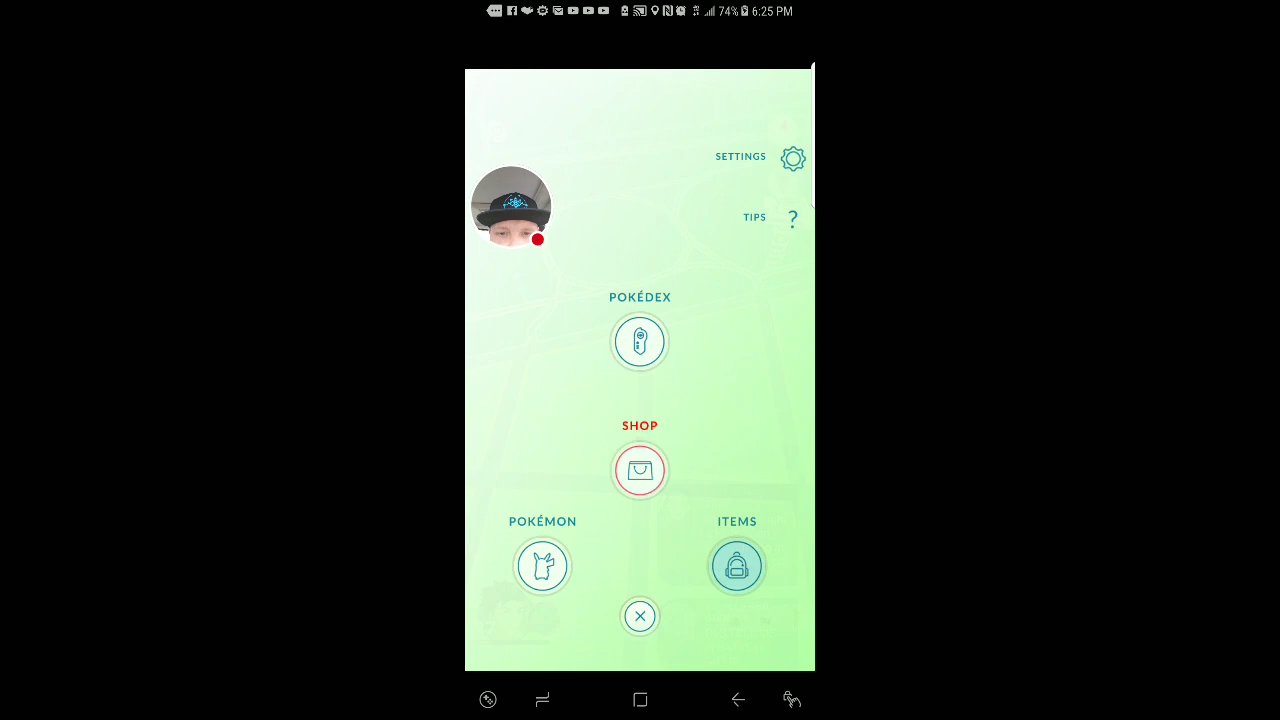 74% 6:25 PM
SETTINGS
TIPS ?
POKÉDEX
SHOP
POKÉMON ITEMS